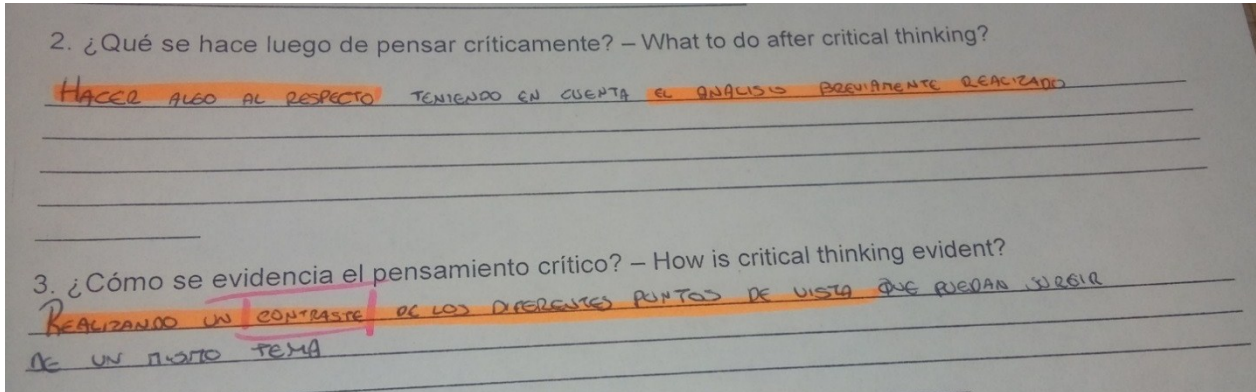 2. ¿Qué se hace luego de pensar críticamente? – What to do after critical thinking?
HACER ALGO AL RESPECTO TENIENDO EN CUENTA EL ANALISIS BREVIAMENTE REALIZADO
3. ¿Cómo se evidencia el pensamiento crítico? – How is critical thinking evident?
REALIZANDO UN CONTRASTE DE LOS DIFERENTES PUNTOS DE VISTA QUE PUEDAN SURGIR
DE UN MISMO TEMA